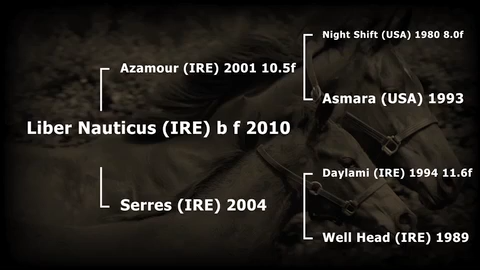 Night Shift (USA) 1980 8.0f
Azamour (IRE) 2001 10.5f
Asmara (USA) 1993
Liber Nauticus (IRE) b f 2010
Daylami (IRE) 1994 11.6f
Serres (IRE) 2004
Well Head (IRE) 1989